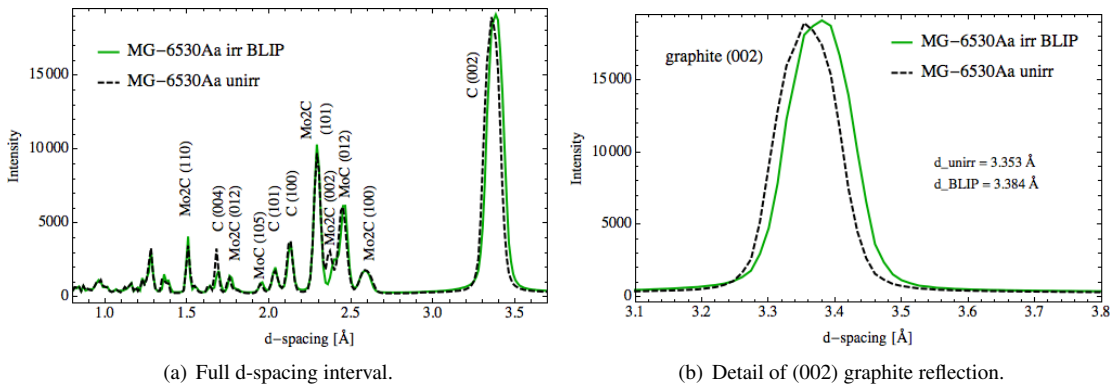 MG−6530Aa irr BLIP
MG−6530Aa unirr
Intensity
15000
10000
5000
0
Mo2C (110)
C (004)
Mo2C (012)
MoC (105)
C (101)
C (100)
Mo2C (101)
Mo2C (002)
MoC (012)
Mo2C (100)
C (002)
1.0 1.5 2.0 2.5 3.0 3.5
d−spacing [Å]
(a) Full d-spacing interval.
graphite (002)
MG−6530Aa irr BLIP
MG−6530Aa unirr
Intensity
15000
10000
5000
0
d_unirr = 3.353 Å
d_BLIP = 3.384 Å
3.1 3.2 3.3 3.4 3.5 3.6 3.7 3.8
d−spacing [Å]
(b) Detail of (002) graphite reflection.